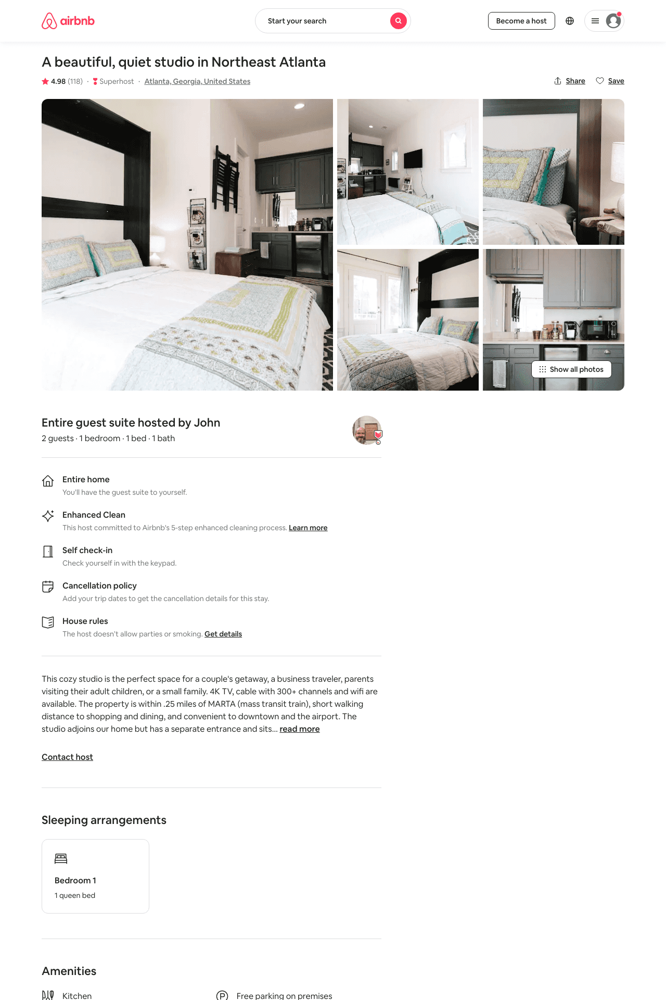 airbnb
Start your search
Become a host
A beautiful, quiet studio in Northeast Atlanta
4.98 (118) · Superhost · Atlanta, Georgia, United States
Share
Save
Show all photos
Entire guest suite hosted by John
2 guests · 1 bedroom · 1 bed · 1 bath
Entire home
You'll have the guest suite to yourself.
Enhanced Clean
This host committed to Airbnb's 5-step enhanced cleaning process. Learn more
Self check-in
Check yourself in with the keypad.
Cancellation policy
Add your trip dates to get the cancellation details for this stay.
House rules
The host doesn't allow parties or smoking. Get details
This cozy studio is the perfect space for a couple's getaway, a business traveler, parents
visiting their adult children, or a small family. 4K TV, cable with 300+ channels and wifi are
available. The property is within .25 miles of MARTA (mass transit train), short walking
distance to shopping and dining, and convenient to downtown and the airport. The
studio adjoins our home but has a separate entrance and sits... read more
Contact host
Sleeping arrangements
Bedroom 1
1 queen bed
Amenities
Kitchen
Free parking on premises